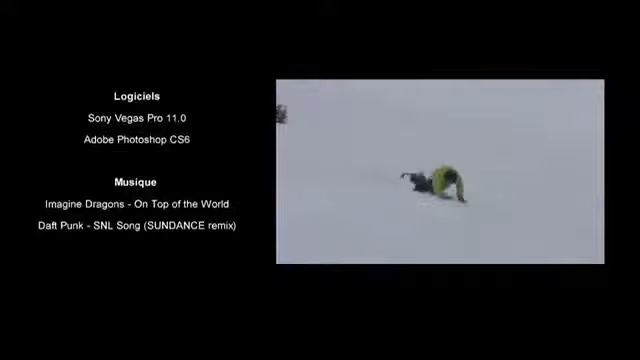 Logiciels
Sony Vegas Pro 11.0
Adobe Photoshop CS6
Musique
Imagine Dragons - On Top of the World
Daft Punk - SNL Song (SUNDANCE remix)